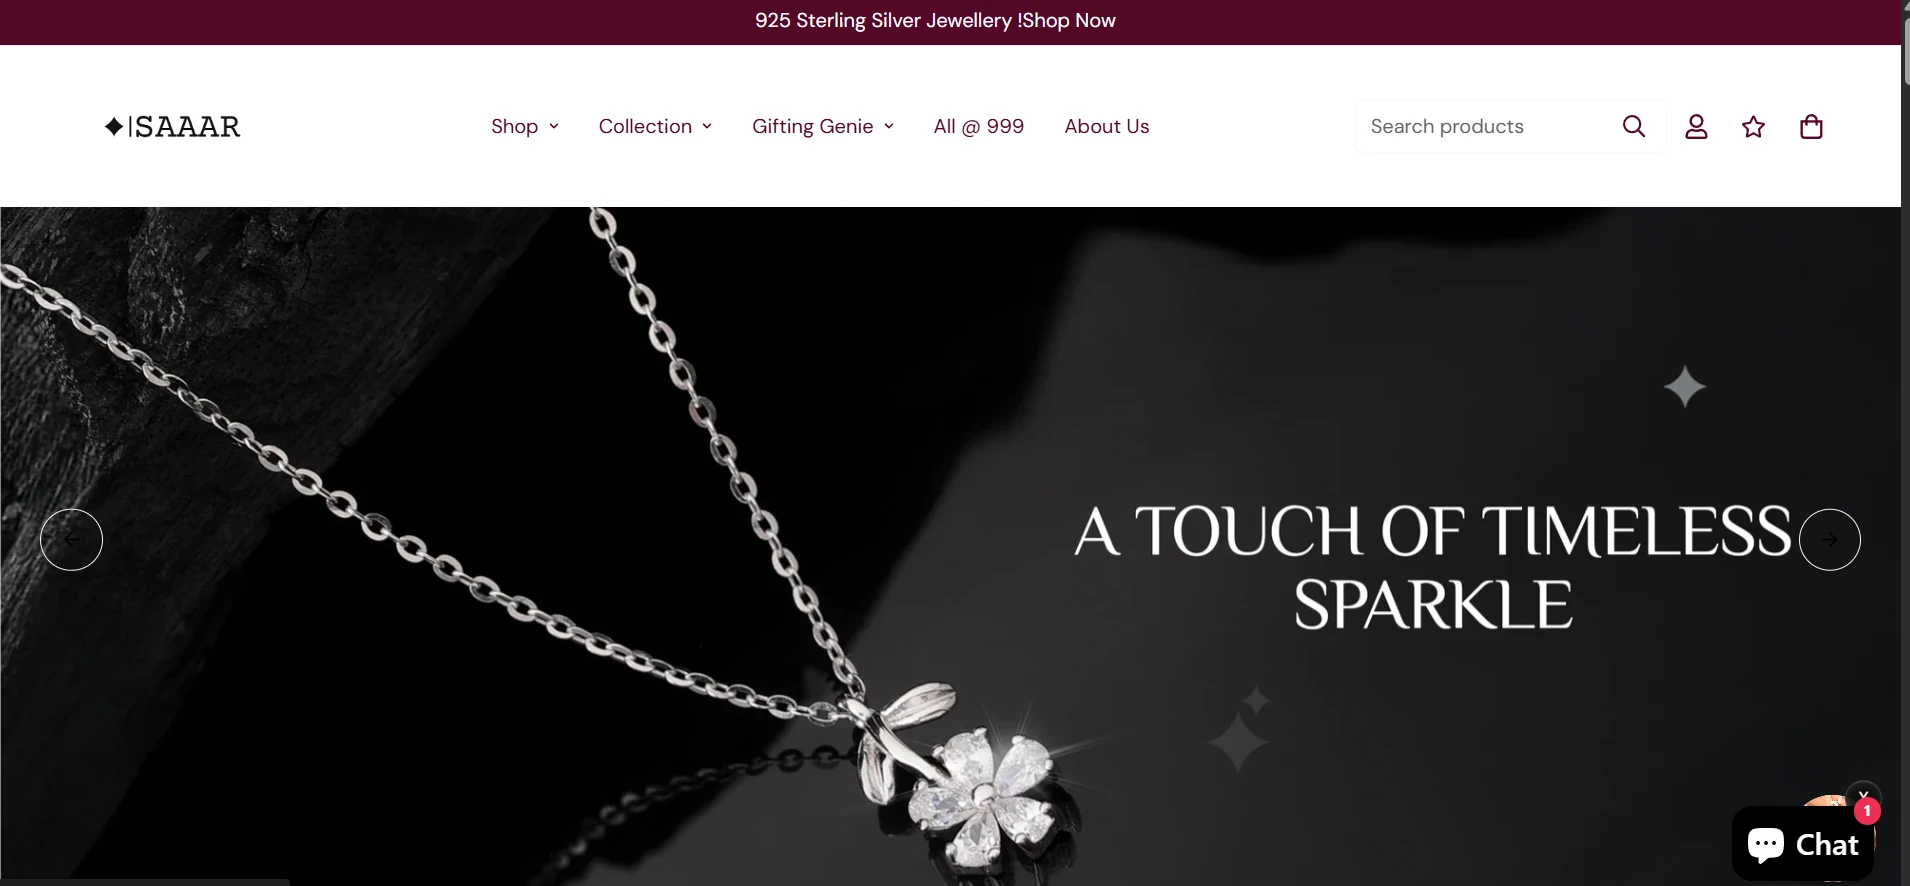 925 Sterling Silver Jewellery !Shop Now
ISAAAR
Shop
Collection
Gifting Genie
All @ 999
About Us
Search products
A TOUCH OF TIMELESS
SPARKLE
1
Chat